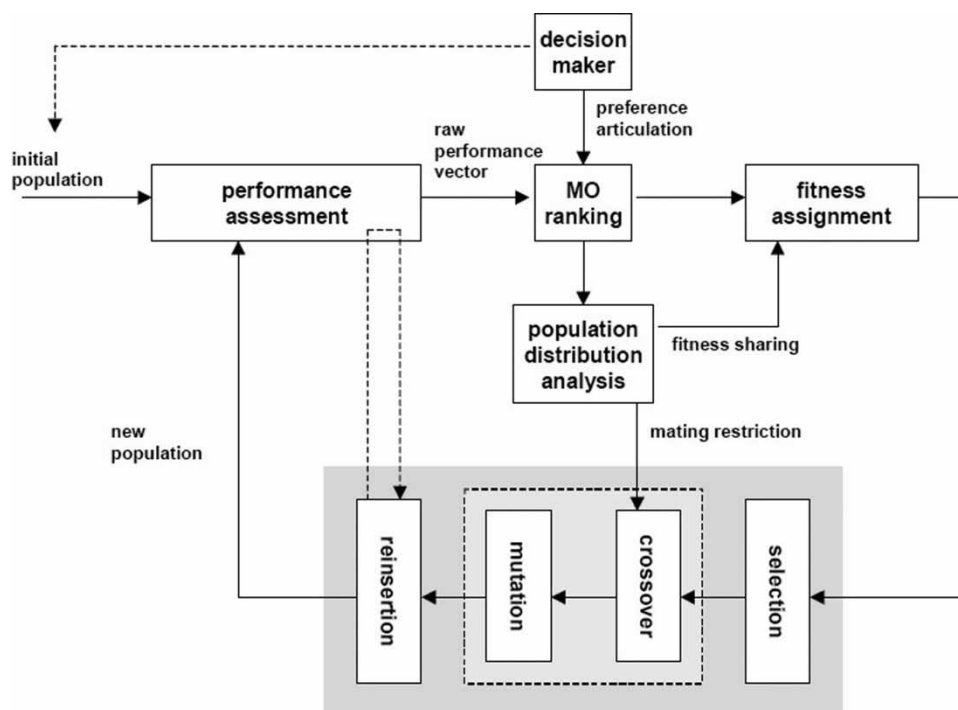 decision
maker
preference
articulation
raw
performance
vector
initial
population
performance
assessment
MO
ranking
fitness
assignment
population
distribution
analysis
fitness sharing
mating restriction
new
population
reinsertion
mutation
crossover
selection